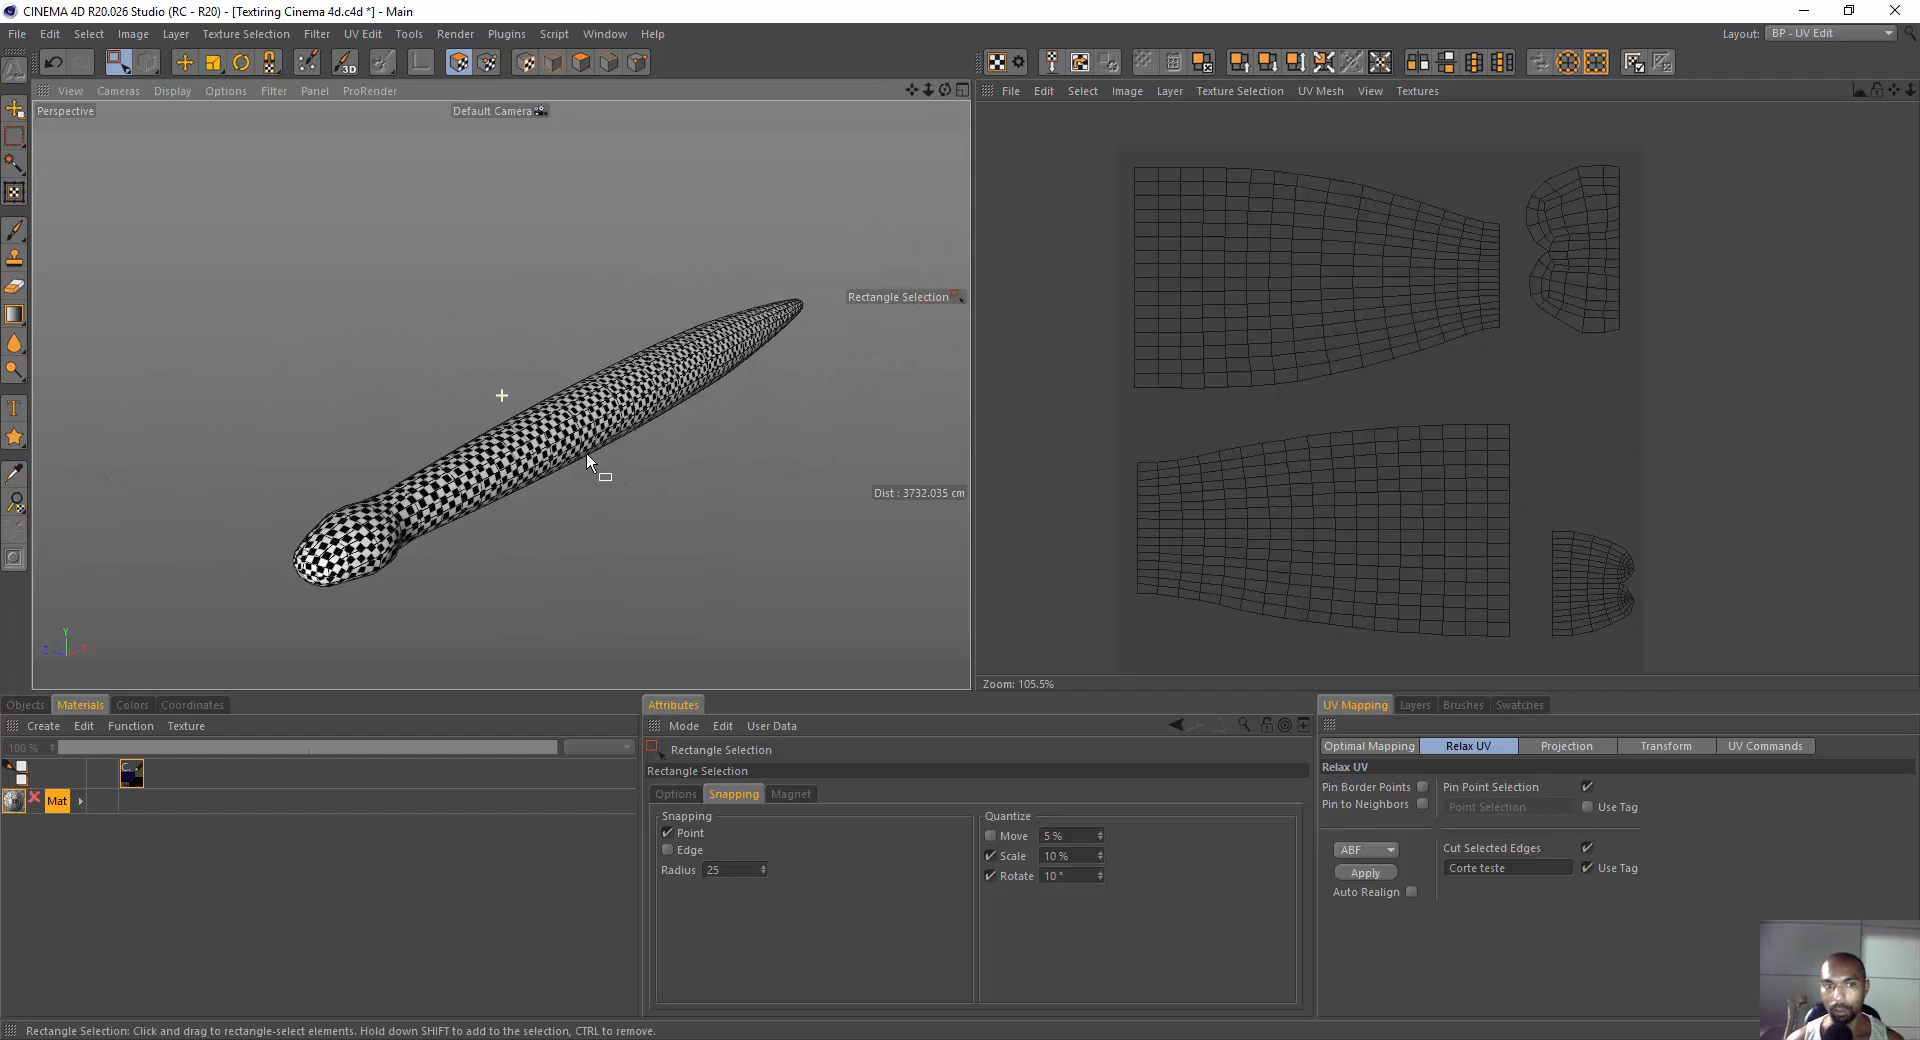 CINEMA 4D R20.026 Studio (RC - R20) - [Textiring Cinema 4d.c4d *] - Main
File Edit Select Image Layer Texture Selection Filter UV Edit Tools Render Plugins Script Window Help
Layout: BP - UV Edit
View Cameras Display Options Filter Panel ProRender
File Edit Select Image Layer Texture Selection UV Mesh View Textures
Perspective
Default Camera
Rectangle Selection
Dist : 3732.035 cm
Y
Z X
Zoom: 105.5%
Objects Materials Colors Coordinates
Create Edit Function Texture
100 %
Mat
Attributes
Mode Edit User Data
Rectangle Selection
Rectangle Selection
Options Snapping Magnet
Snapping
Point
Edge
Radius 25
Quantize
Move 5 %
Scale 10 %
Rotate 10 °
UV Mapping Layers Brushes Swatches
Optimal Mapping Relax UV Projection Transform UV Commands
Relax UV
Pin Border Points Pin Point Selection
Pin to Neighbors Point Selection Use Tag
ABF Cut Selected Edges
Apply Corte teste Use Tag
Auto Realign
Rectangle Selection: Click and drag to rectangle-select elements. Hold down SHIFT to add to the selection, CTRL to remove.